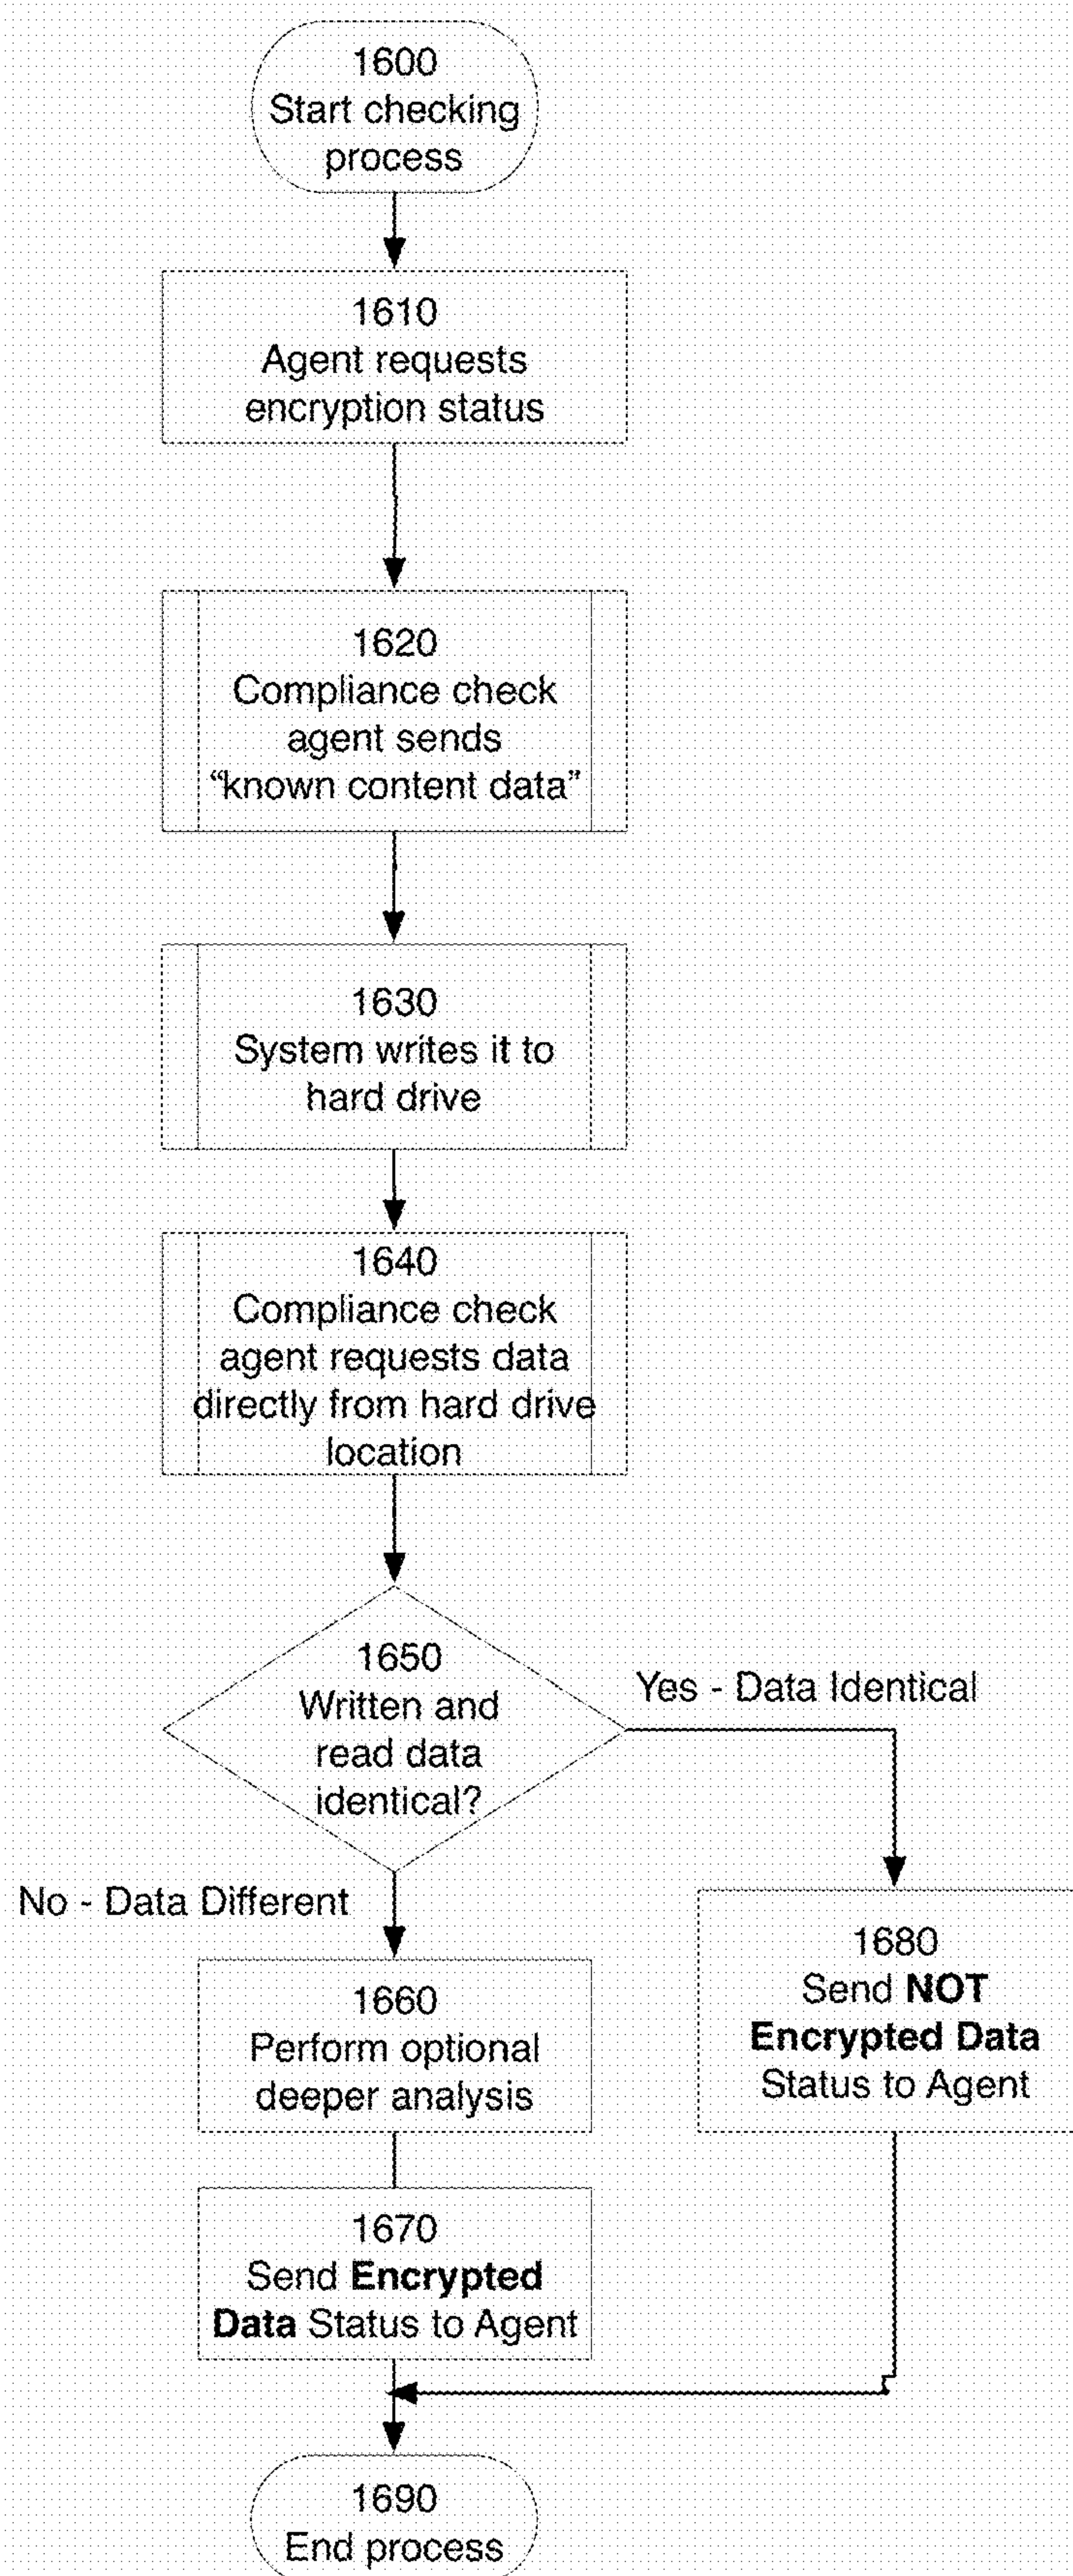 1600
Start checking
process
1610
Agent requests
encryption status
1620
Compliance check
agent sends
“known content data”
1630
System writes it to
hard drive
1640
Compliance check
agent requests data
directly from hard drive
location
1650
Written and
read data
identical?
Yes - Data Identical
No - Data Different
1660
Perform optional
deeper analysis
1680
Send NOT
Encrypted Data
Status to Agent
1670
Send Encrypted
Data Status to Agent
1690
End process